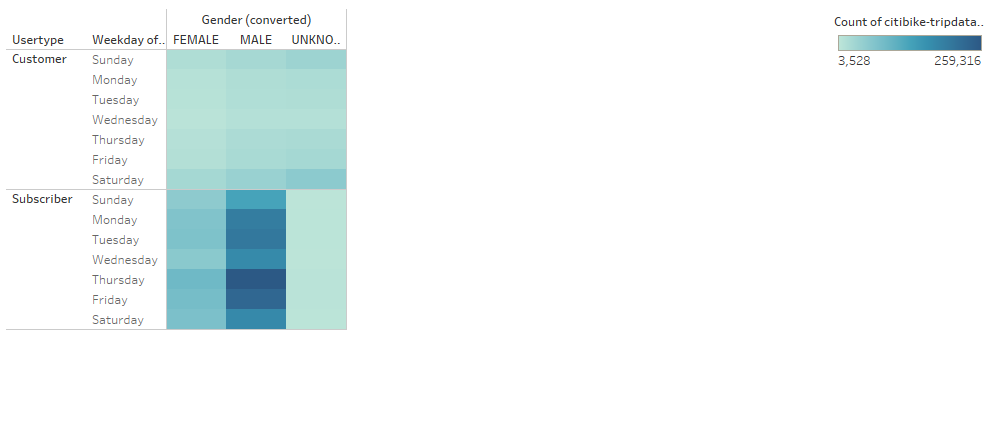 Gender (converted)
Usertype Weekday of.. FEMALE MALE UNKNO..
Customer Sunday
Monday
Tuesday
Wednesday
Thursday
Friday
Saturday
Subscriber Sunday
Monday
Tuesday
Wednesday
Thursday
Friday
Saturday
Count of citibike-tripdata..
3,528 259,316